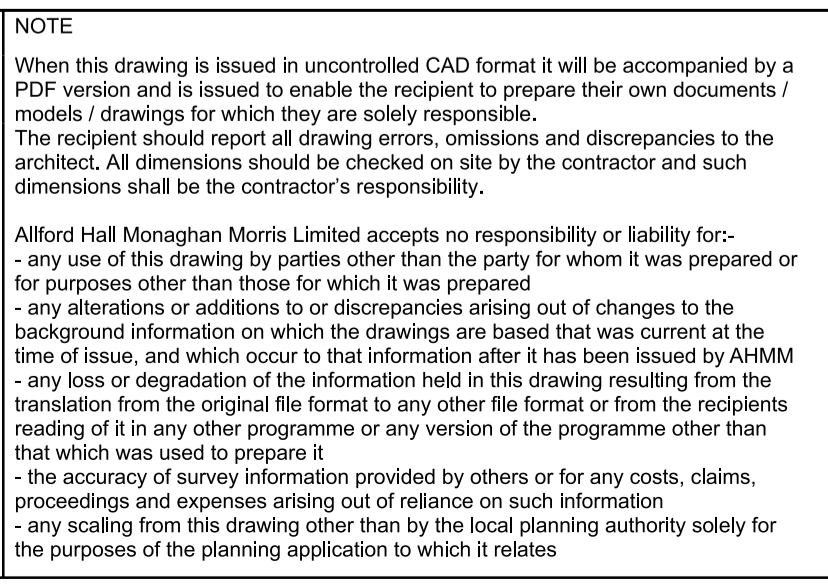 NOTE
When this drawing is issued in uncontrolled CAD format it will be accompanied by a
PDF version and is issued to enable the recipient to prepare their own documents /
models / drawings for which they are solely responsible.
The recipient should report all drawing errors, omissions and discrepancies to the
architect. All dimensions should be checked on site by the contractor and such
dimensions shall be the contractor's responsibility.
Allford Hall Monaghan Morris Limited accepts no responsibility or liability for:-
- any use of this drawing by parties other than the party for whom it was prepared or
for purposes other than those for which it was prepared
- any alterations or additions to or discrepancies arising out of changes to the
background information on which the drawings are based that was current at the
time of issue, and which occur to that information after it has been issued by AHMM
- any loss or degradation of the information held in this drawing resulting from the
translation from the original file format to any other file format or from the recipients
reading of it in any other programme or any version of the programme other than
that which was used to prepare it
- the accuracy of survey information provided by others or for any costs, claims,
proceedings and expenses arising out of reliance on such information
- any scaling from this drawing other than by the local planning authority solely for
the purposes of the planning application to which it relates